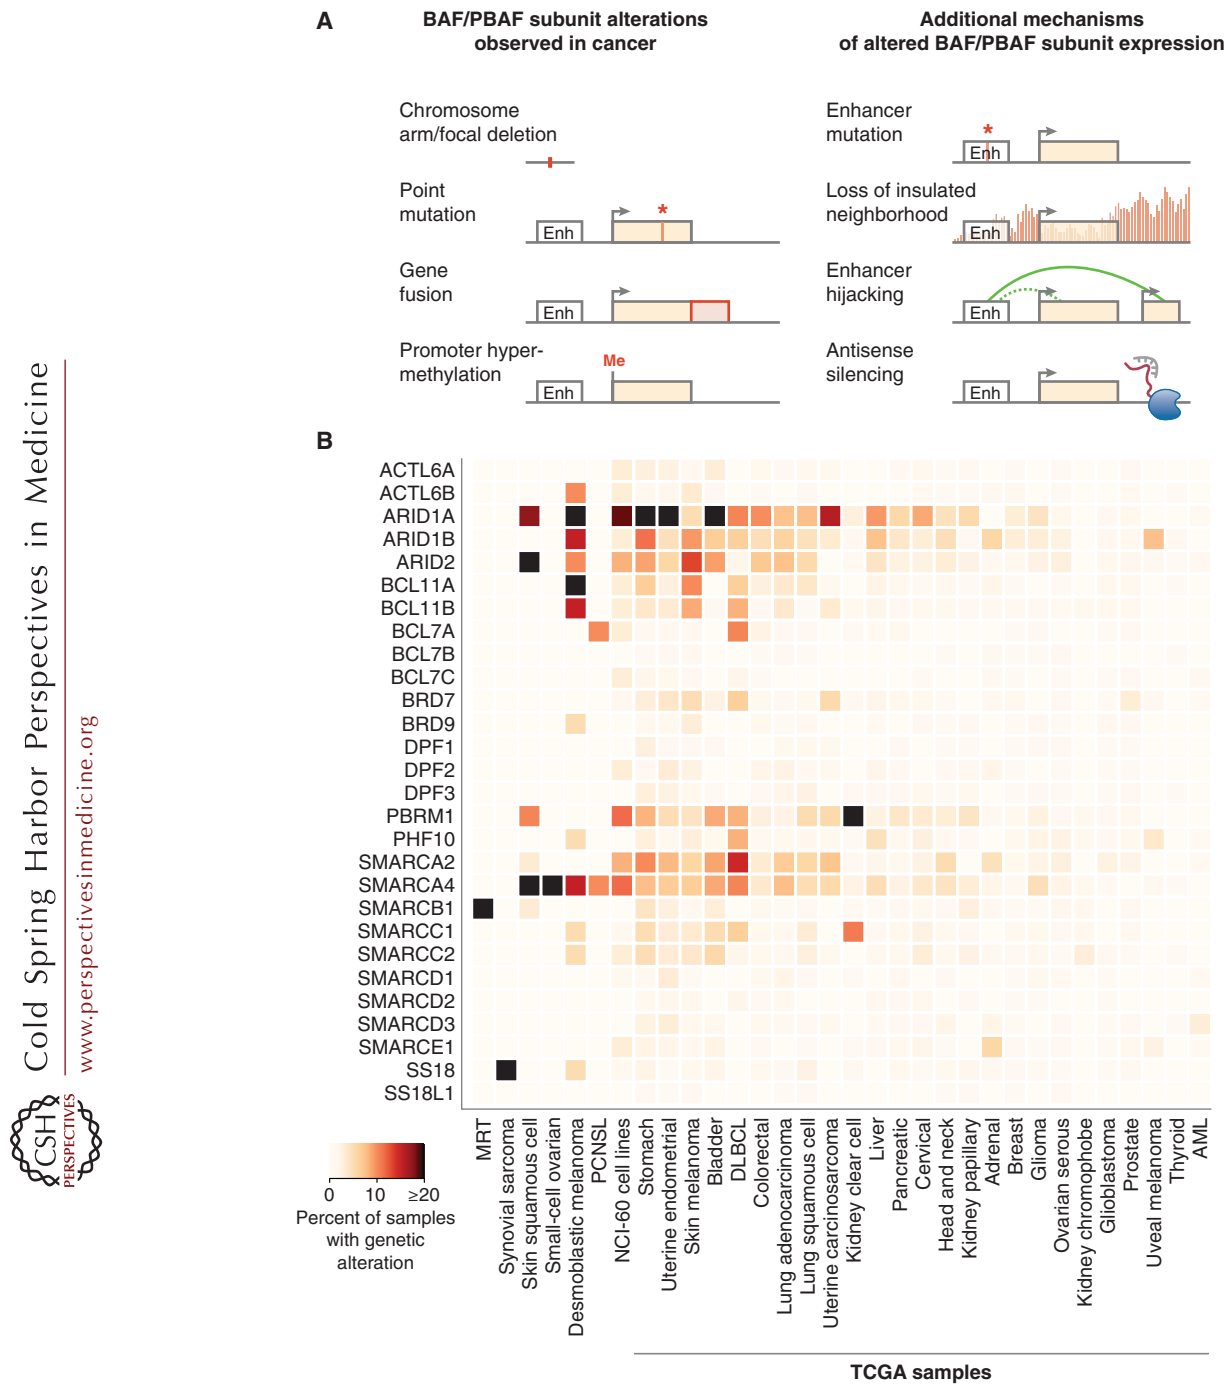 Cold Spring Harbor Perspectives in Medicine
www.perspectivesinmedicine.org
CSH
PERSPECTIVES
A
BAF/PBAF subunit alterations
observed in cancer
Chromosome
arm/focal deletion
Point
mutation
*
Enh
Gene
fusion
Enh
Promoter hyper-
methylation
Me
Enh
Additional mechanisms
of altered BAF/PBAF subunit expression
Enhancer
mutation
*
Enh
Loss of insulated
neighborhood
Enh
Enhancer
hijacking
Enh
Antisense
silencing
Enh
B
ACTL6A
ACTL6B
ARID1A
ARID1B
ARID2
BCL11A
BCL11B
BCL7A
BCL7B
BCL7C
BRD7
BRD9
DPF1
DPF2
DPF3
PBRM1
PHF10
SMARCA2
SMARCA4
SMARCB1
SMARCC1
SMARCC2
SMARCD1
SMARCD2
SMARCD3
SMARCE1
SS18
SS18L1
MRT
Synovial sarcoma
Skin squamous cell
Small-cell ovarian
Desmoblastic melanoma
PCNSL
NCI-60 cell lines
Stomach
Uterine endometrial
Skin melanoma
Bladder
DLBCL
Colorectal
Lung adenocarcinoma
Lung squamous cell
Uterine carcinosarcoma
Kidney clear cell
Liver
Pancreatic
Cervical
Head and neck
Kidney papillary
Adrenal
Breast
Glioma
Ovarian serous
Kidney chromophobe
Glioblastoma
Prostate
Uveal melanoma
Thyroid
AML
0 10 ≥20
Percent of samples
with genetic
alteration
TCGA samples